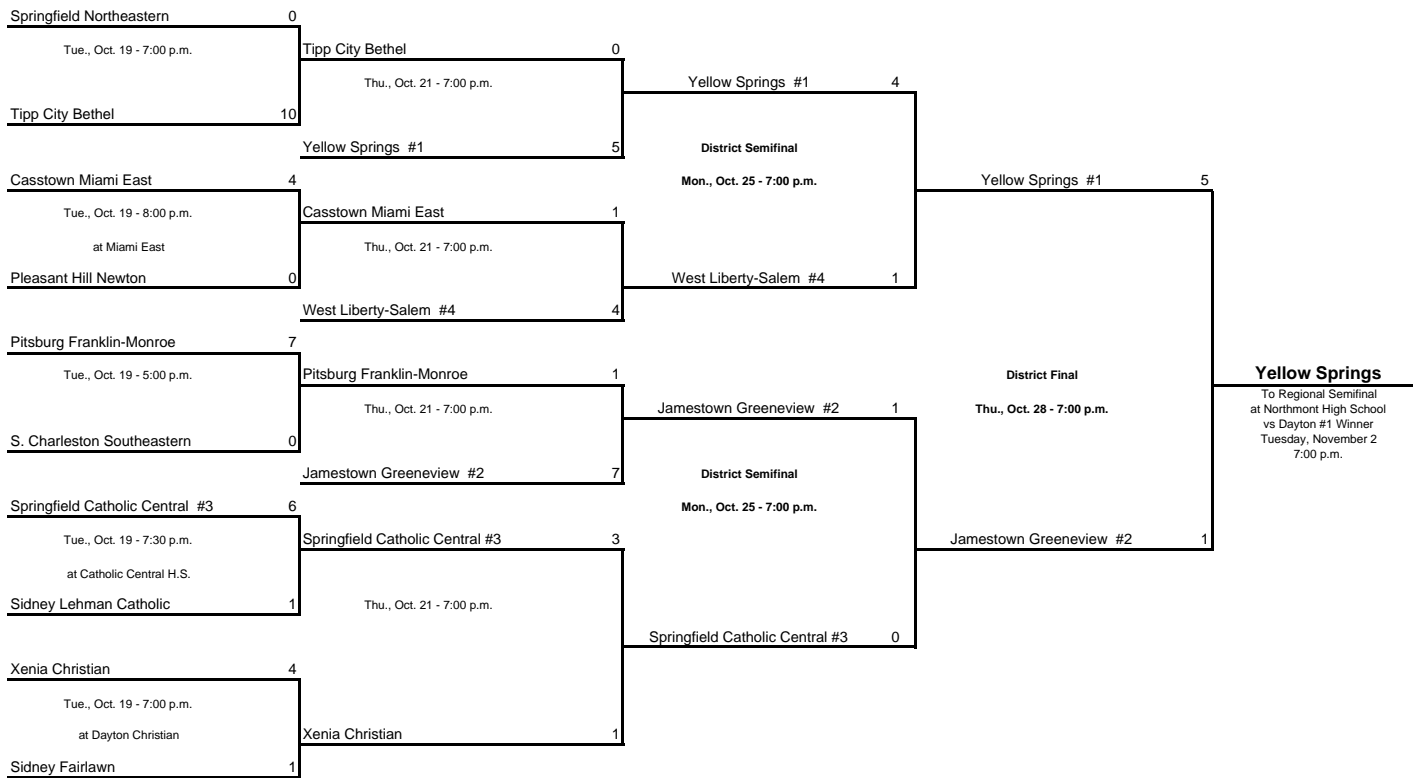 Springfield Northeastern 0
Tue., Oct. 19 - 7:00 p.m.
Tipp City Bethel 10
Casstown Miami East 4
Tue., Oct. 19 - 8:00 p.m.
at Miami East
Pleasant Hill Newton 0
Pitsburg Franklin-Monroe 7
Tue., Oct. 19 - 5:00 p.m.
S. Charleston Southeastern 0
Springfield Catholic Central #3 6
Tue., Oct. 19 - 7:30 p.m.
at Catholic Central H.S.
Sidney Lehman Catholic 1
Xenia Christian 4
Tue., Oct. 19 - 7:00 p.m.
at Dayton Christian
Sidney Fairlawn 1
Tipp City Bethel 0
Thu., Oct. 21 - 7:00 p.m.
Yellow Springs #1 5
Casstown Miami East 1
Thu., Oct. 21 - 7:00 p.m.
West Liberty-Salem #4 4
Pitsburg Franklin-Monroe 1
Thu., Oct. 21 - 7:00 p.m.
Jamestown Greeneview #2 7
Springfield Catholic Central #3 3
Thu., Oct. 21 - 7:00 p.m.
Xenia Christian 1
Yellow Springs #1 4
District Semifinal
Mon., Oct. 25 - 7:00 p.m.
West Liberty-Salem #4 1
Jamestown Greeneview #2 1
District Semifinal
Mon., Oct. 25 - 7:00 p.m.
Springfield Catholic Central #3 0
Yellow Springs #1 5
District Final
Thu., Oct. 28 - 7:00 p.m.
Jamestown Greeneview #2 1
Yellow Springs
To Regional Semifinal
at Northmont High School
vs Dayton #1 Winner
Tuesday, November 2
7:00 p.m.